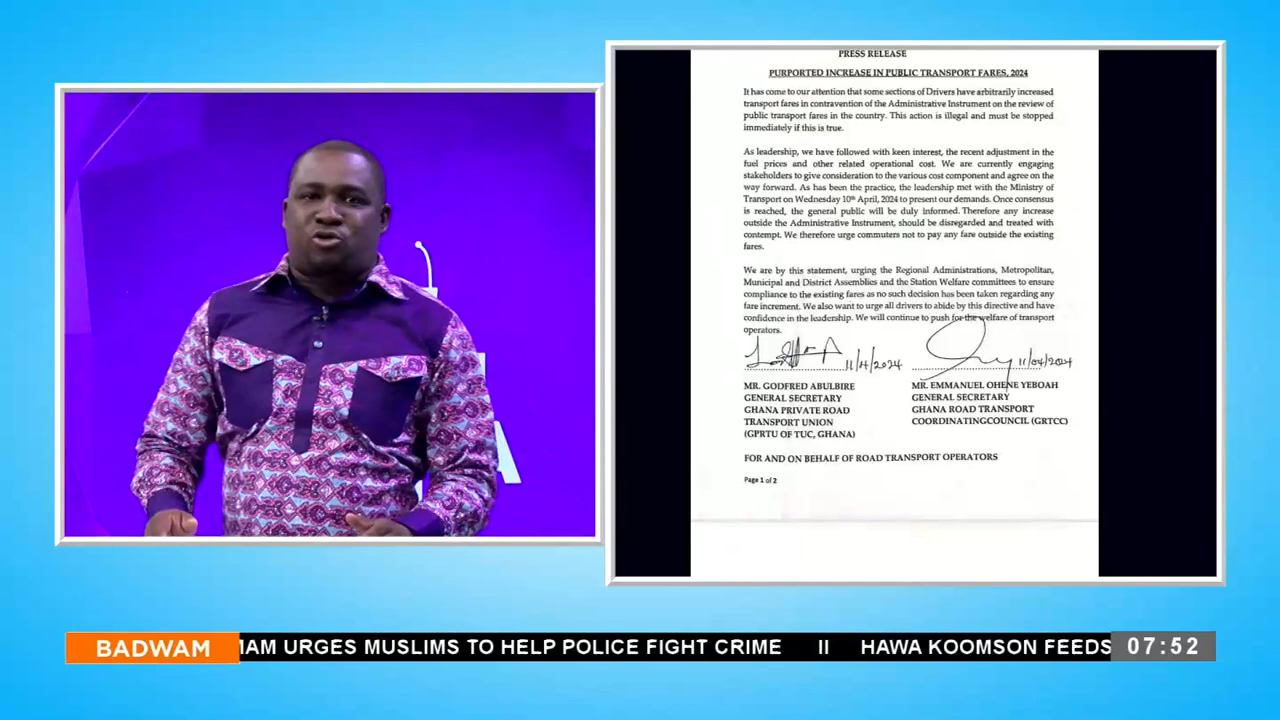 PRESS RELEASE
PURPORTED INCREASE IN PUBLIC TRANSPORT FARES, 2024
It has come to our attention that some sections of Drivers have arbitrarily increased
transport fares in contravention of the Administrative Instrument on the review of
public transport fares in the country. This action is illegal and must be stopped
immediately if this is true.
As leadership, we have followed with keen interest, the recent adjustment in the
fuel prices and other related operational cost. We are currently engaging
stakeholders to give consideration to the various cost component and agree on the
way forward. As has been the practice, the leadership met with the Ministry of
Transport on Wednesday 10th April, 2024 to present our demands. Once consensus
is reached, the general public will be duly informed. Therefore any increase
outside the Administrative Instrument, should be disregarded and treated with
contempt. We therefore urge commuters not to pay any fare outside the existing
fares.
We are by this statement, urging the Regional Administrations, Metropolitan,
Municipal and District Assemblies and the Station Welfare committees to ensure
compliance to the existing fares as no such decision has been taken regarding any
fare increment. We also want to urge all drivers to abide by this directive and have
confidence in the leadership. We will continue to push for the welfare of transport
operators.
11/4/2024
11/04/2024
MR. GODFRED ABULBIRE
GENERAL SECRETARY
GHANA PRIVATE ROAD
TRANSPORT UNION
(GPRTU OF TUC, GHANA)
MR. EMMANUEL OHENE YEBOAH
GENERAL SECRETARY
GHANA ROAD TRANSPORT
COORDINATINGCOUNCIL (GRTCC)
FOR AND ON BEHALF OF ROAD TRANSPORT OPERATORS
Page 1 of 2
BADWAM
MAM URGES MUSLIMS TO HELP POLICE FIGHT CRIME II HAWA KOOMSON FEEDS
07:52